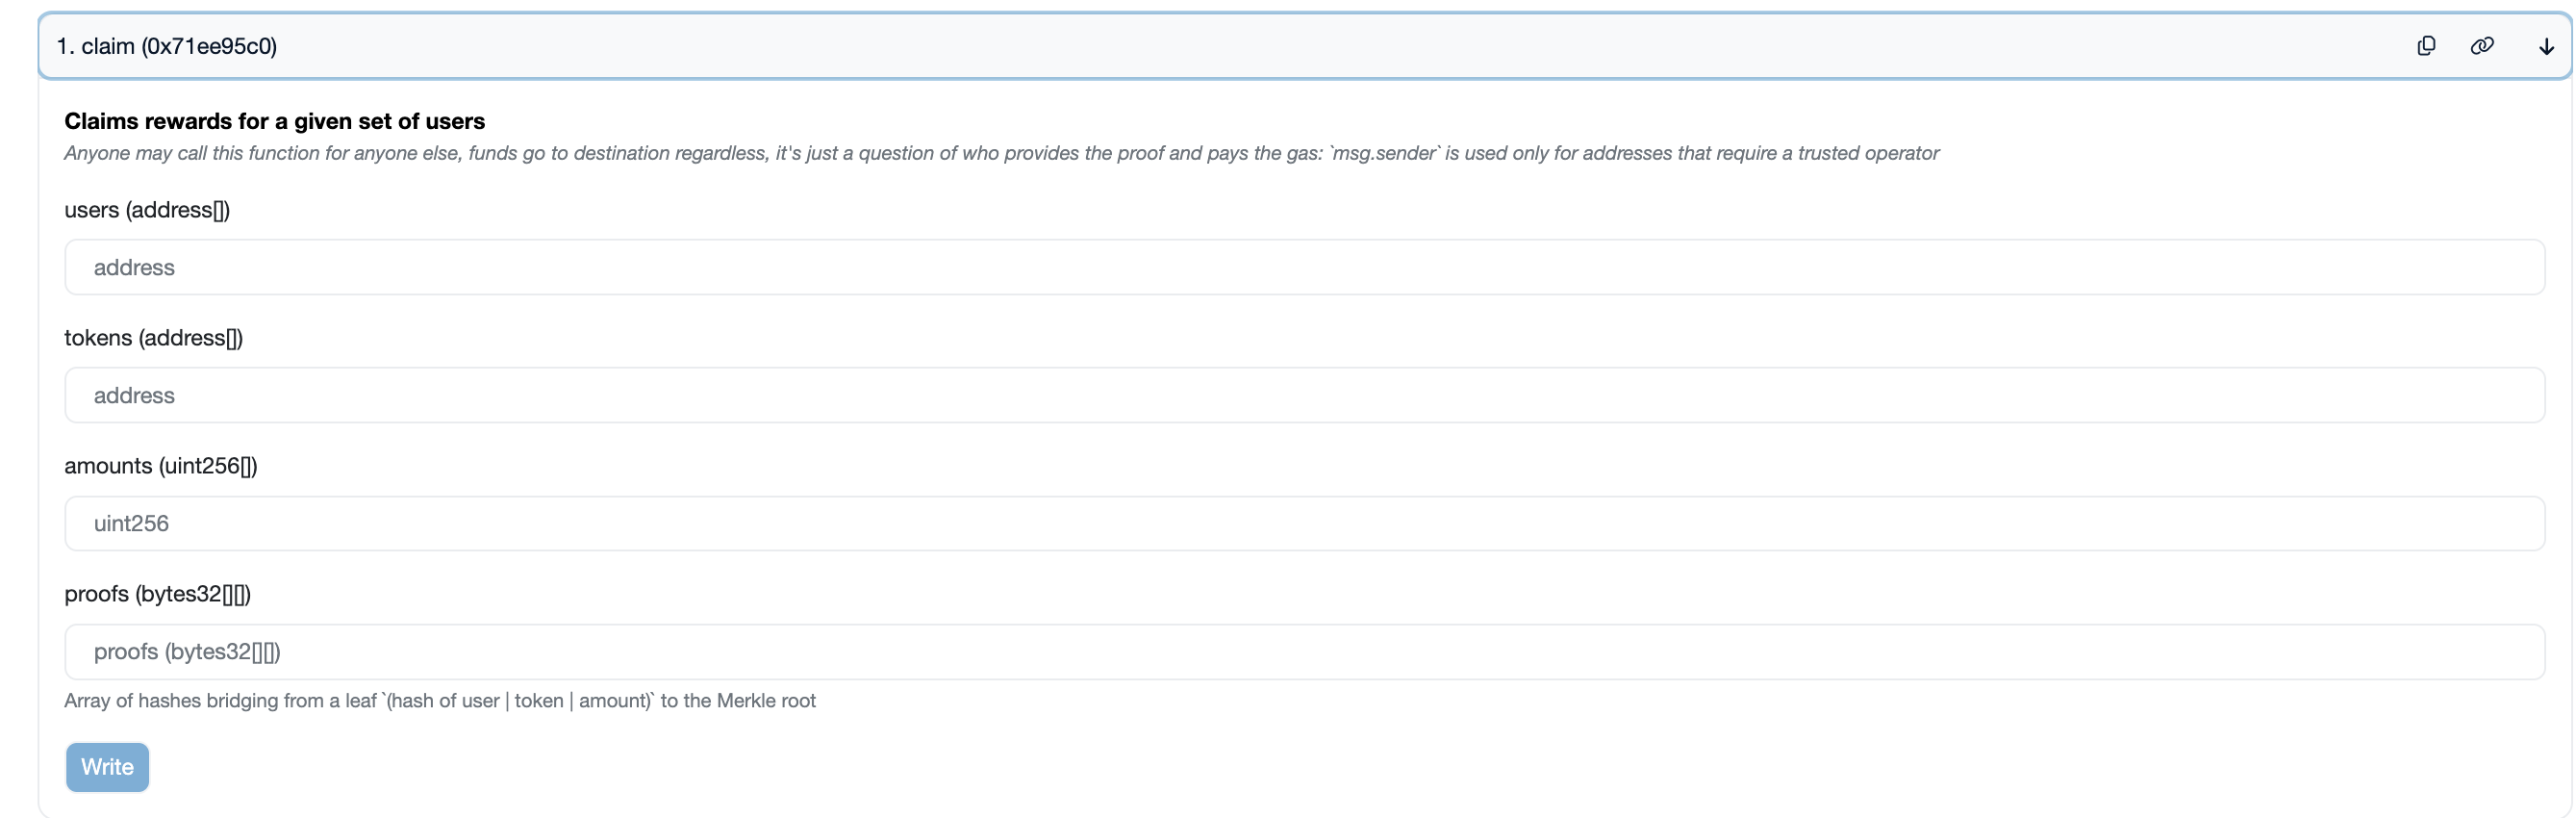 1. claim (0x71ee95c0)
Claims rewards for a given set of users
Anyone may call this function for anyone else, funds go to destination regardless, it's just a question of who provides the proof and pays the gas: `msg.sender` is used only for addresses that require a trusted operator
users (address[])
address
tokens (address[])
address
amounts (uint256[])
uint256
proofs (bytes32[][])
proofs (bytes32[][])
Array of hashes bridging from a leaf `(hash of user | token | amount)` to the Merkle root
Write